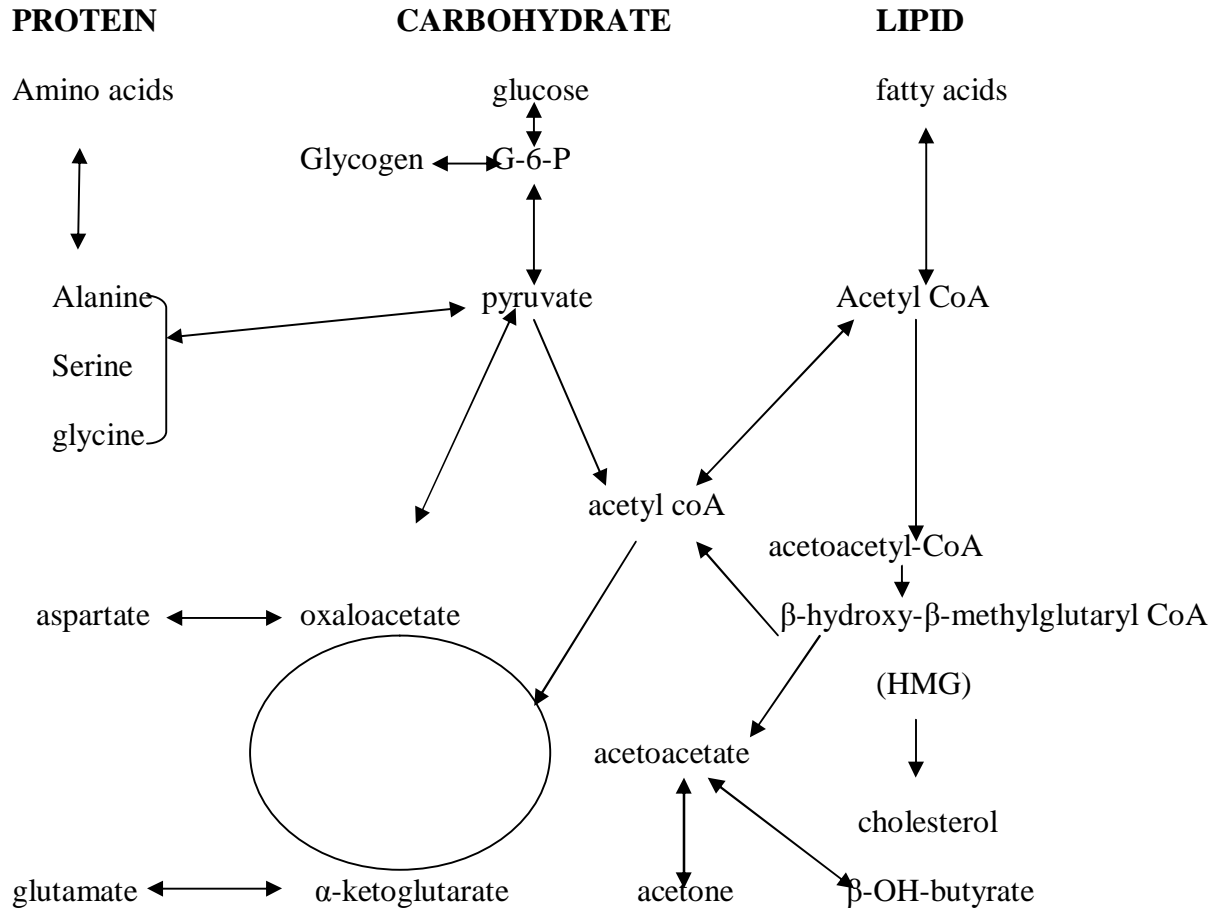 PROTEIN CARBOHYDRATE LIPID
Amino acids glucose fatty acids
Glycogen G-6-P
Alanine pyruvate Acetyl CoA
Serine
glycine
acetyl coA
acetoacetyl-CoA
aspartate oxaloacetate β-hydroxy-β-methylglutaryl CoA
(HMG)
acetoacetate
cholesterol
glutamate α-ketoglutarate acetone β-OH-butyrate